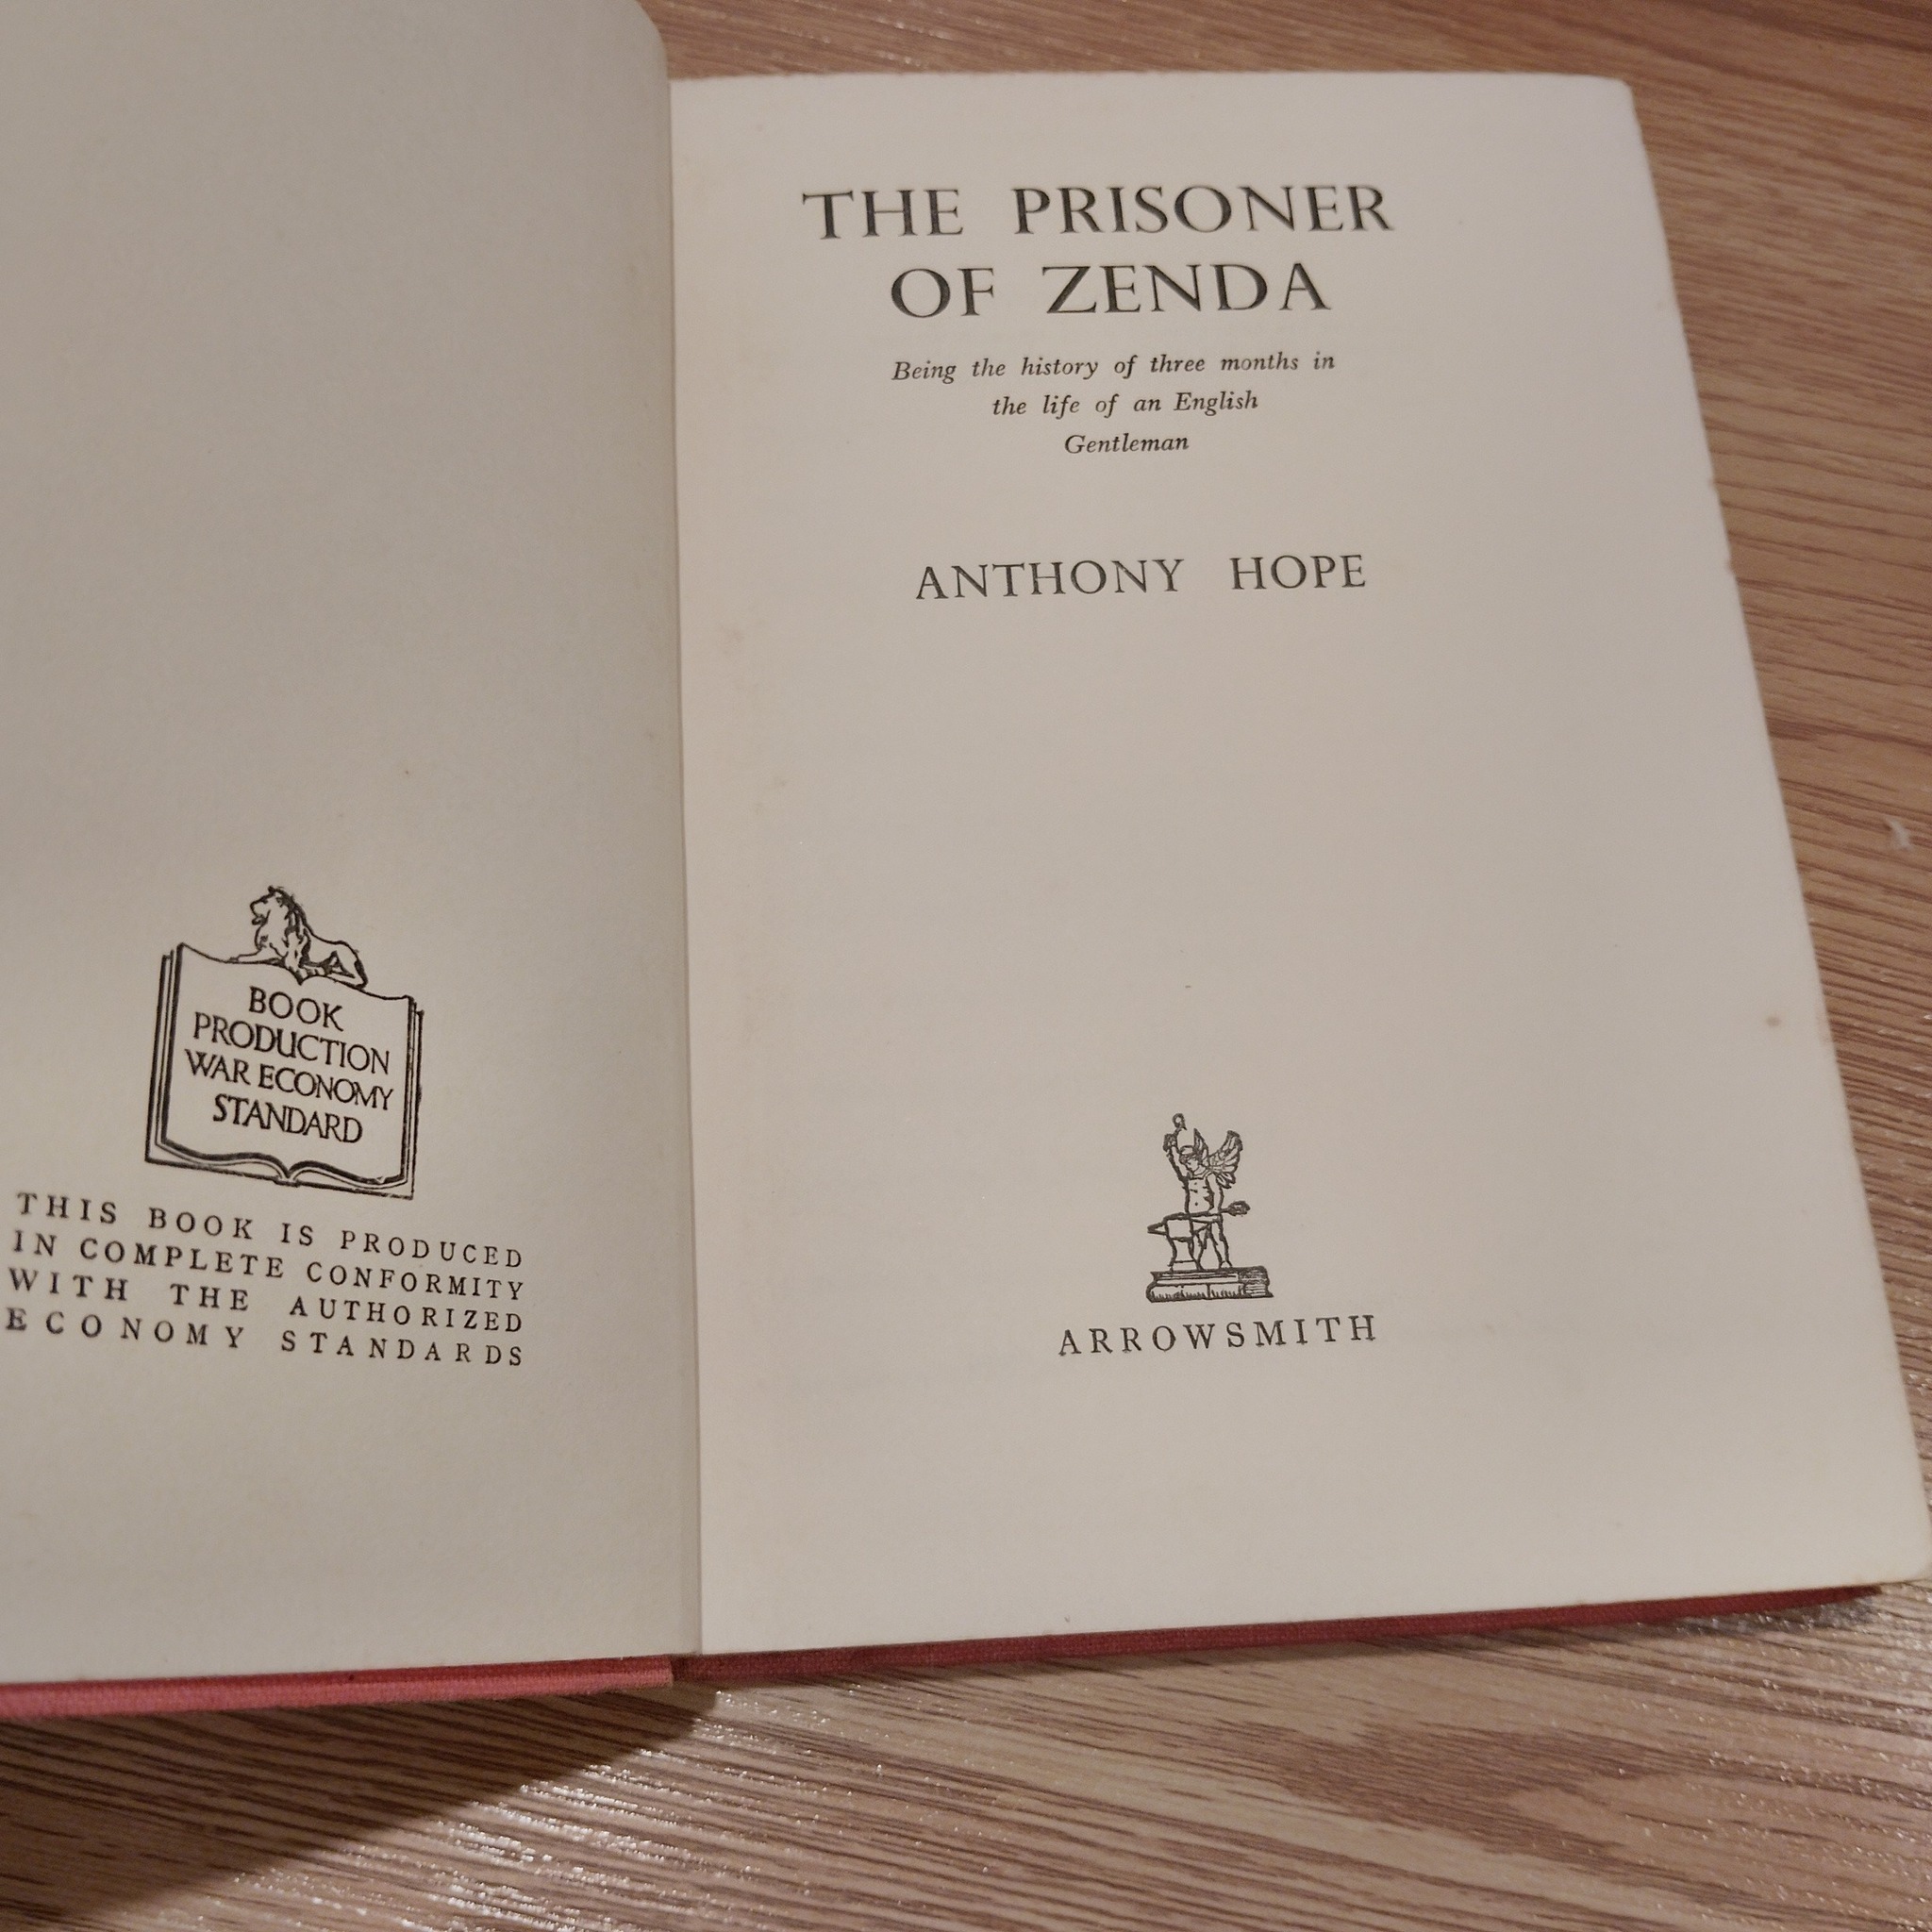 BOOK
PRODUCTION
WAR ECONOMY
STANDARD
THIS BOOK IS PRODUCED
IN COMPLETE CONFORMITY
WITH THE AUTHORIZED
ECONOMY STANDARDS
THE PRISONER
OF ZENDA
Being the history of three months in
the life of an English
Gentleman
ANTHONY HOPE
ARROWSMITH